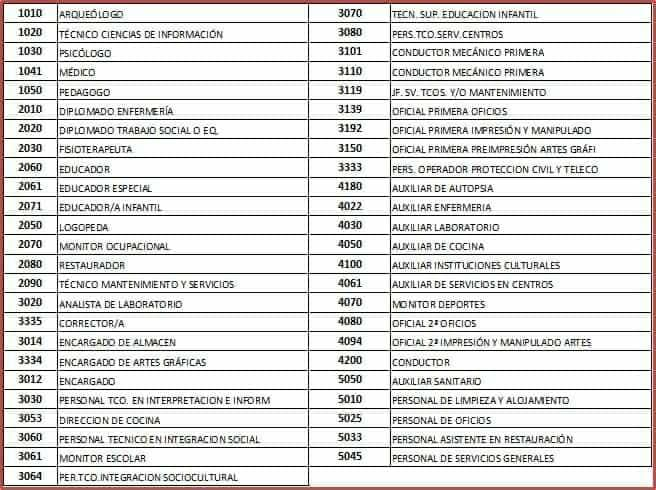 1010 ARQUEÓLOGO 3070 TECN. SUP. EDUCACION INFANTIL
1020 TÉCNICO CIENCIAS DE INFORMACIÓN 3080 PERS.TCO.SERV.CENTROS
1030 PSICÓLOGO 3101 CONDUCTOR MECÁNICO PRIMERA
1041 MÉDICO 3110 CONDUCTOR MECÁNICO PRIMERA
1050 PEDAGOGO 3119 JF. SV. TCOS. Y/O MANTENIMIENTO
2010 DIPLOMADO ENFERMERÍA 3139 OFICIAL PRIMERA OFICIOS
2020 DIPLOMADO TRABAJO SOCIAL O EQ, 3192 OFICIAL PRIMERA IMPRESIÓN Y MANIPULADO
2030 FISIOTERAPEUTA 3150 OFICIAL PRIMERA PREIMPRESIÓN ARTES GRÁFI
2060 EDUCADOR 3333 PERS. OPERADOR PROTECCION CIVIL Y TELECO
2061 EDUCADOR ESPECIAL 4180 AUXILIAR DE AUTOPSIA
2071 EDUCADOR/A INFANTIL 4022 AUXILIAR ENFERMERIA
2050 LOGOPEDA 4030 AUXILIAR LABORATORIO
2070 MONITOR OCUPACIONAL 4050 AUXILIAR DE COCINA
2080 RESTAURADOR 4100 AUXILIAR INSTITUCIONES CULTURALES
2090 TÉCNICO MANTENIMIENTO Y SERVICIOS 4061 AUXILIAR DE SERVICIOS EN CENTROS
3020 ANALISTA DE LABORATORIO 4070 MONITOR DEPORTES
3335 CORRECTOR/A 4080 OFICIAL 2ª OFICIOS
3014 ENCARGADO DE ALMACEN 4094 OFICIAL 2ª IMPRESIÓN Y MANIPULADO ARTES
3334 ENCARGADO DE ARTES GRÁFICAS 4200 CONDUCTOR
3012 ENCARGADO 5050 AUXILIAR SANITARIO
3030 PERSONAL TCO. EN INTERPRETACION E INFORM 5010 PERSONAL DE LIMPIEZA Y ALOJAMIENTO
3053 DIRECCION DE COCINA 5025 PERSONAL DE OFICIOS
3060 PERSONAL TECNICO EN INTEGRACION SOCIAL 5033 PERSONAL ASISTENTE EN RESTAURACIÓN
3061 MONITOR ESCOLAR 5045 PERSONAL DE SERVICIOS GENERALES
3064 PER.TCO.INTEGRACION SOCIOCULTURAL